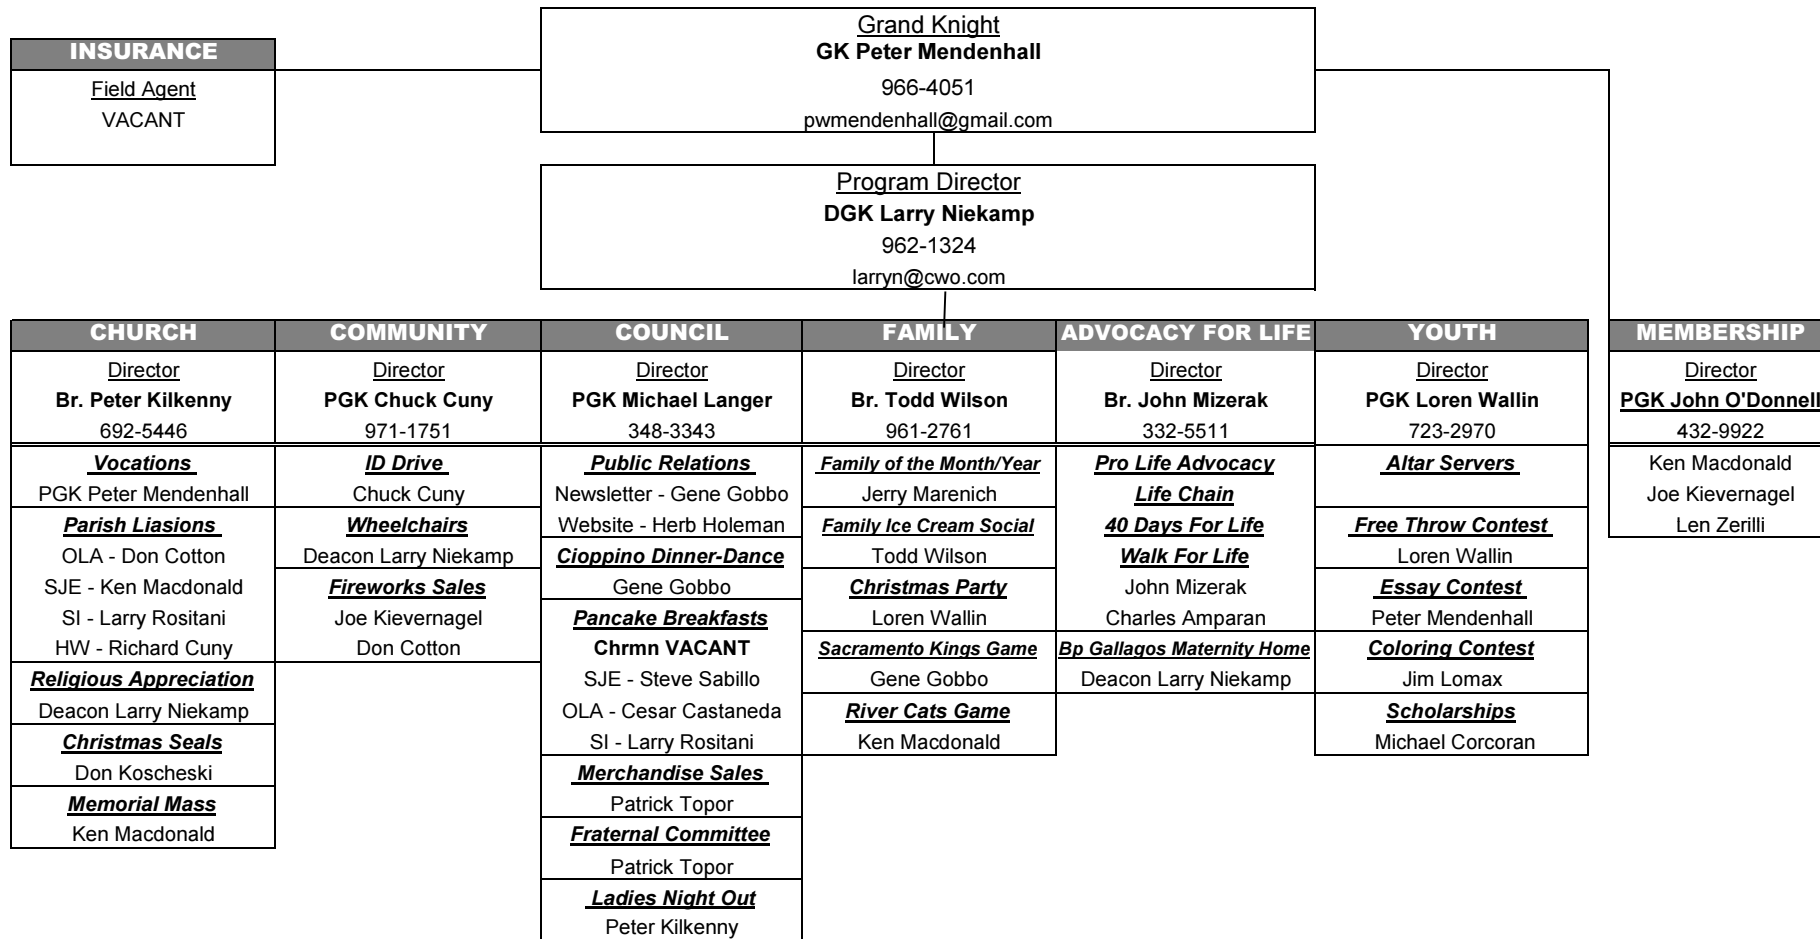 Grand Knight
GK Peter Mendenhall
966-4051
pwmendenhall@gmail.com
INSURANCE
Field Agent
VACANT
Program Director
DGK Larry Niekamp
962-1324
larryn@cwo.com
CHURCH
Director
Br. Peter Kilkenny
692-5446
Vocations
PGK Peter Mendenhall
Parish Liasions
OLA - Don Cotton
SJE - Ken Macdonald
SI - Larry Rositani
HW - Richard Cuny
Religious Appreciation
Deacon Larry Niekamp
Christmas Seals
Don Koscheski
Memorial Mass
Ken Macdonald
COMMUNITY
Director
PGK Chuck Cuny
971-1751
ID Drive
Chuck Cuny
Wheelchairs
Deacon Larry Niekamp
Fireworks Sales
Joe Kievernagel
Don Cotton
COUNCIL
Director
PGK Michael Langer
348-3343
Public Relations
Newsletter - Gene Gobbo
Website - Herb Holeman
Cioppino Dinner-Dance
Gene Gobbo
Pancake Breakfasts
Chrmn VACANT
SJE - Steve Sabillo
OLA - Cesar Castaneda
SI - Larry Rositani
Merchandise Sales
Patrick Topor
Fraternal Committee
Patrick Topor
Ladies Night Out
Peter Kilkenny
FAMILY
Director
Br. Todd Wilson
961-2761
Family of the Month/Year
Jerry Marenich
Family Ice Cream Social
Todd Wilson
Christmas Party
Loren Wallin
Sacramento Kings Game
Gene Gobbo
River Cats Game
Ken Macdonald
ADVOCACY FOR LIFE
Director
Br. John Mizerak
332-5511
Pro Life Advocacy
Life Chain
40 Days For Life
Walk For Life
John Mizerak
Charles Amparan
Bp Gallagos Maternity Home
Deacon Larry Niekamp
YOUTH
Director
PGK Loren Wallin
723-2970
Altar Servers
Free Throw Contest
Loren Wallin
Essay Contest
Peter Mendenhall
Coloring Contest
Jim Lomax
Scholarships
Michael Corcoran
MEMBERSHIP
Director
PGK John O'Donnell
432-9922
Ken Macdonald
Joe Kievernagel
Len Zerilli